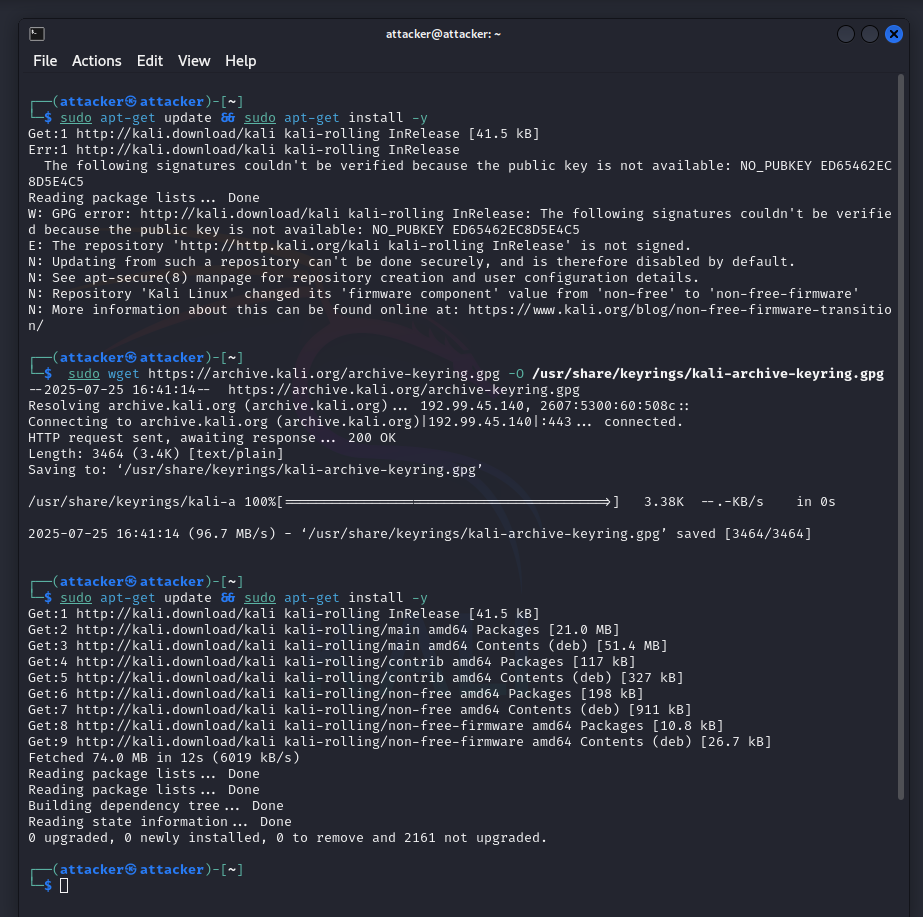 attacker@attacker: ~
File Actions Edit View Help
┌──(attacker㉿attacker)-[~]
└─$ sudo apt-get update && sudo apt-get install -y
Get:1 http://kali.download/kali kali-rolling InRelease [41.5 kB]
Err:1 http://kali.download/kali kali-rolling InRelease
  The following signatures couldn't be verified because the public key is not available: NO_PUBKEY ED65462EC
8D5E4C5
Reading package lists... Done
W: GPG error: http://kali.download/kali kali-rolling InRelease: The following signatures couldn't be verifie
d because the public key is not available: NO_PUBKEY ED65462EC8D5E4C5
E: The repository 'http://http.kali.org/kali kali-rolling InRelease' is not signed.
N: Updating from such a repository can't be done securely, and is therefore disabled by default.
N: See apt-secure(8) manpage for repository creation and user configuration details.
N: Repository 'Kali Linux' changed its 'firmware component' value from 'non-free' to 'non-free-firmware'
N: More information about this can be found online at: https://www.kali.org/blog/non-free-firmware-transitio
n/
┌──(attacker㉿attacker)-[~]
└─$  sudo wget https://archive.kali.org/archive-keyring.gpg -O /usr/share/keyrings/kali-archive-keyring.gpg
--2025-07-25 16:41:14--  https://archive.kali.org/archive-keyring.gpg
Resolving archive.kali.org (archive.kali.org)... 192.99.45.140, 2607:5300:60:508c::
Connecting to archive.kali.org (archive.kali.org)|192.99.45.140|:443... connected.
HTTP request sent, awaiting response... 200 OK
Length: 3464 (3.4K) [text/plain]
Saving to: ‘/usr/share/keyrings/kali-archive-keyring.gpg’
/usr/share/keyrings/kali-a 100%[========================================>]   3.38K  --.-KB/s    in 0s
2025-07-25 16:41:14 (96.7 MB/s) - ‘/usr/share/keyrings/kali-archive-keyring.gpg’ saved [3464/3464]
┌──(attacker㉿attacker)-[~]
└─$ sudo apt-get update && sudo apt-get install -y
Get:1 http://kali.download/kali kali-rolling InRelease [41.5 kB]
Get:2 http://kali.download/kali kali-rolling/main amd64 Packages [21.0 MB]
Get:3 http://kali.download/kali kali-rolling/main amd64 Contents (deb) [51.4 MB]
Get:4 http://kali.download/kali kali-rolling/contrib amd64 Packages [117 kB]
Get:5 http://kali.download/kali kali-rolling/contrib amd64 Contents (deb) [327 kB]
Get:6 http://kali.download/kali kali-rolling/non-free amd64 Packages [198 kB]
Get:7 http://kali.download/kali kali-rolling/non-free amd64 Contents (deb) [911 kB]
Get:8 http://kali.download/kali kali-rolling/non-free-firmware amd64 Packages [10.8 kB]
Get:9 http://kali.download/kali kali-rolling/non-free-firmware amd64 Contents (deb) [26.7 kB]
Fetched 74.0 MB in 12s (6019 kB/s)
Reading package lists... Done
Reading package lists... Done
Building dependency tree... Done
Reading state information... Done
0 upgraded, 0 newly installed, 0 to remove and 2161 not upgraded.
┌──(attacker㉿attacker)-[~]
└─$